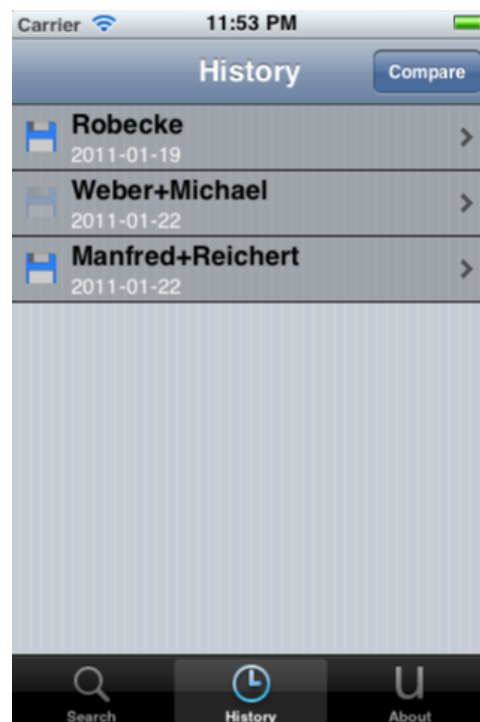 Carrier 11:53 PM
History Compare
Robecke
2011-01-19
Weber+Michael
2011-01-22
Manfred+Reichert
2011-01-22
Search History About